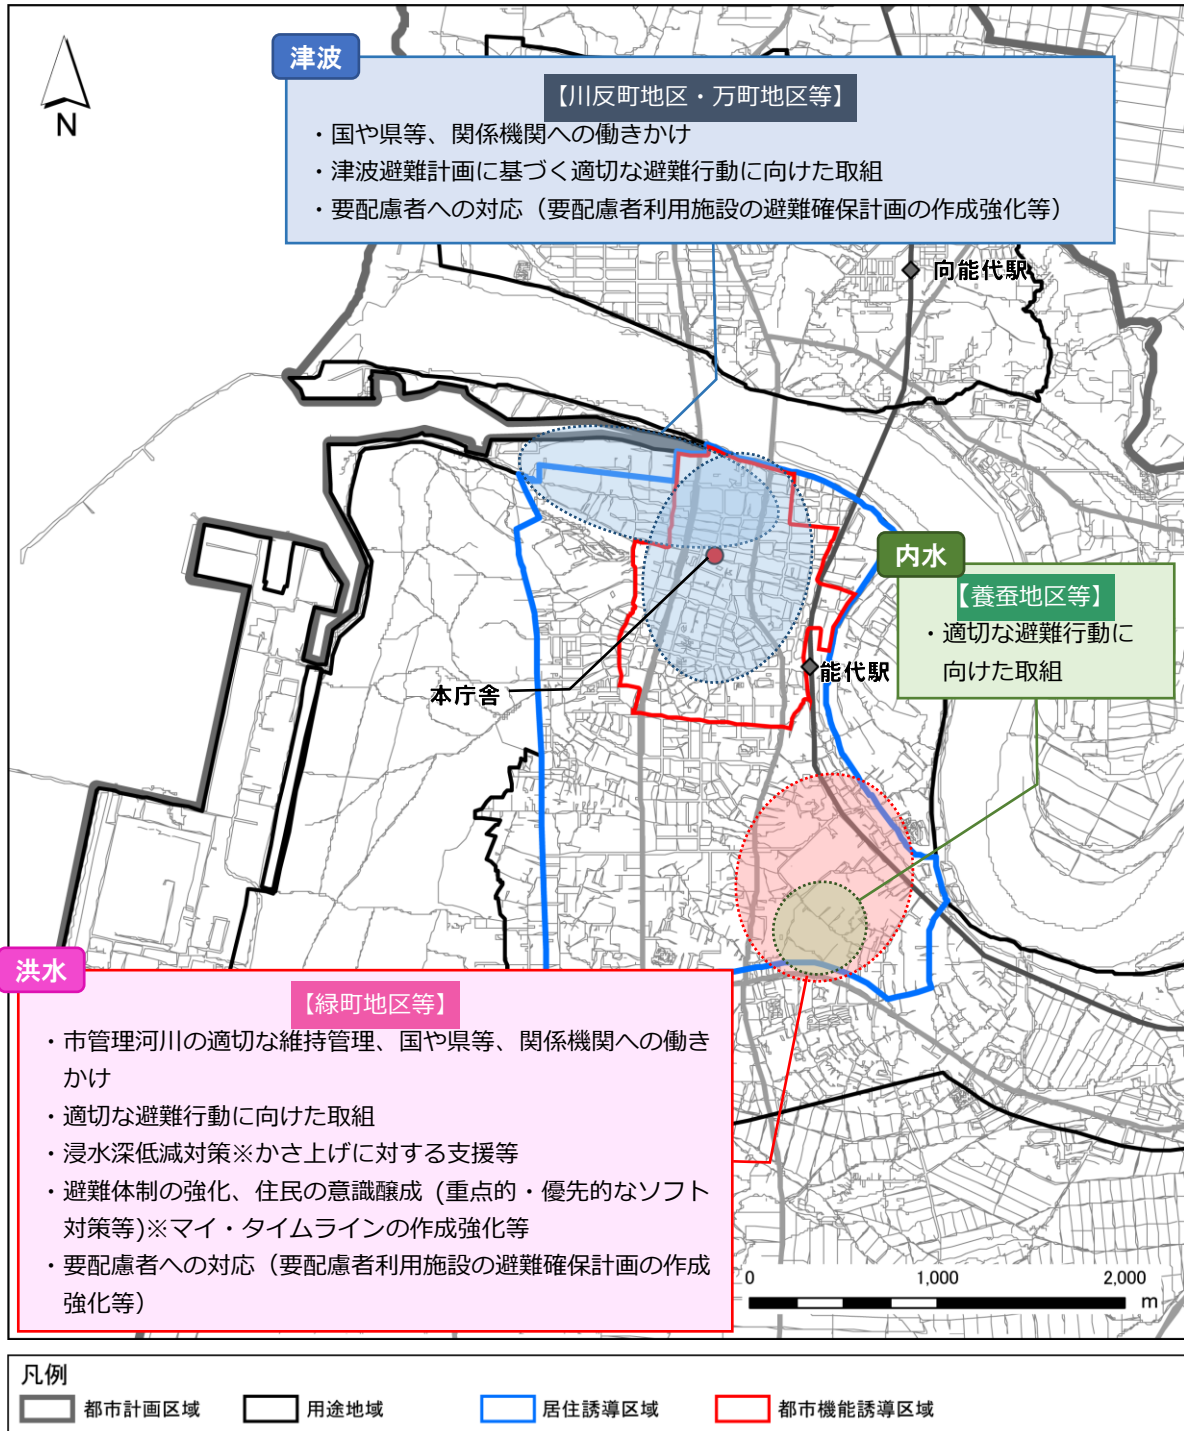 津波
【川反町地区・万町地区等】
・国や県等、関係機関への働きかけ
・津波避難計画に基づく適切な避難行動に向けた取組
・要配慮者への対応（要配慮者利用施設の避難確保計画の作成強化等）
N
向能代駅
内水
【養蚕地区等】
・適切な避難行動に
向けた取組
能代駅
本庁舎
洪水
【緑町地区等】
・市管理河川の適切な維持管理、国や県等、関係機関への働き
かけ
・適切な避難行動に向けた取組
・浸水深低減対策※かさ上げに対する支援等
・避難体制の強化、住民の意識醸成 (重点的・優先的なソフト
対策等)※マイ・タイムラインの作成強化等
・要配慮者への対応（要配慮者利用施設の避難確保計画の作成
強化等）
0 1,000 2,000
m
凡例
都市計画区域 用途地域 居住誘導区域 都市機能誘導区域